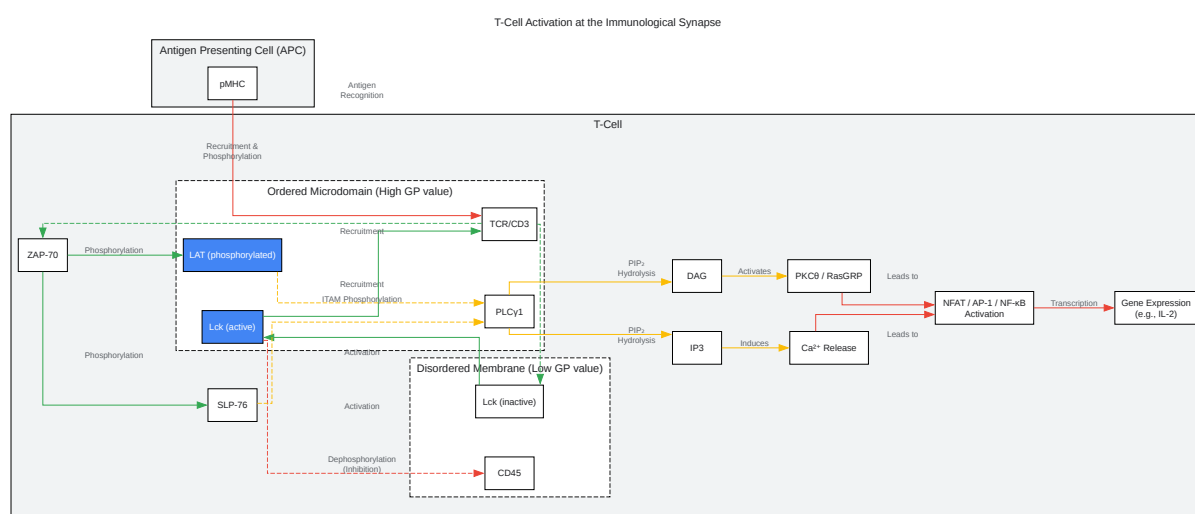 T-Cell Activation at the Immunological Synapse
Antigen Presenting Cell (APC)
pMHC
Antigen
Recognition
T-Cell
Recruitment &
Phosphorylation
Ordered Microdomain (High GP value)
TCR/CD3
Recruitment
ZAP-70
Phosphorylation
LAT (phosphorylated)
Recruitment
ITAM Phosphorylation
PLCγ1
Lck (active)
Activation
PIP₂
Hydrolysis
DAG
Activates
PKCθ / RasGRP
Leads to
NFAT / AP-1 / NF-κB
Activation
Transcription
Gene Expression
(e.g., IL-2)
PIP₂
Hydrolysis
IP3
Induces
Ca²⁺ Release
Leads to
Phosphorylation
Disordered Membrane (Low GP value)
Lck (inactive)
SLP-76
Activation
Dephosphorylation
(Inhibition)
CD45